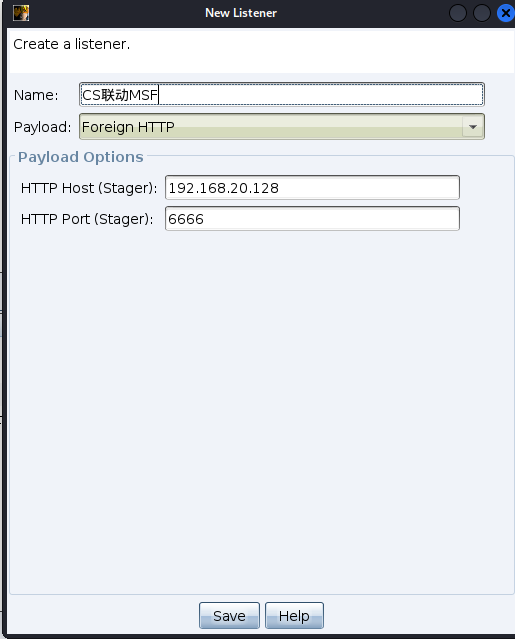 New Listener
Create a listener.
Name: CS联动MSF
Payload: Foreign HTTP
Payload Options
HTTP Host (Stager): 192.168.20.128
HTTP Port (Stager): 6666
Save Help